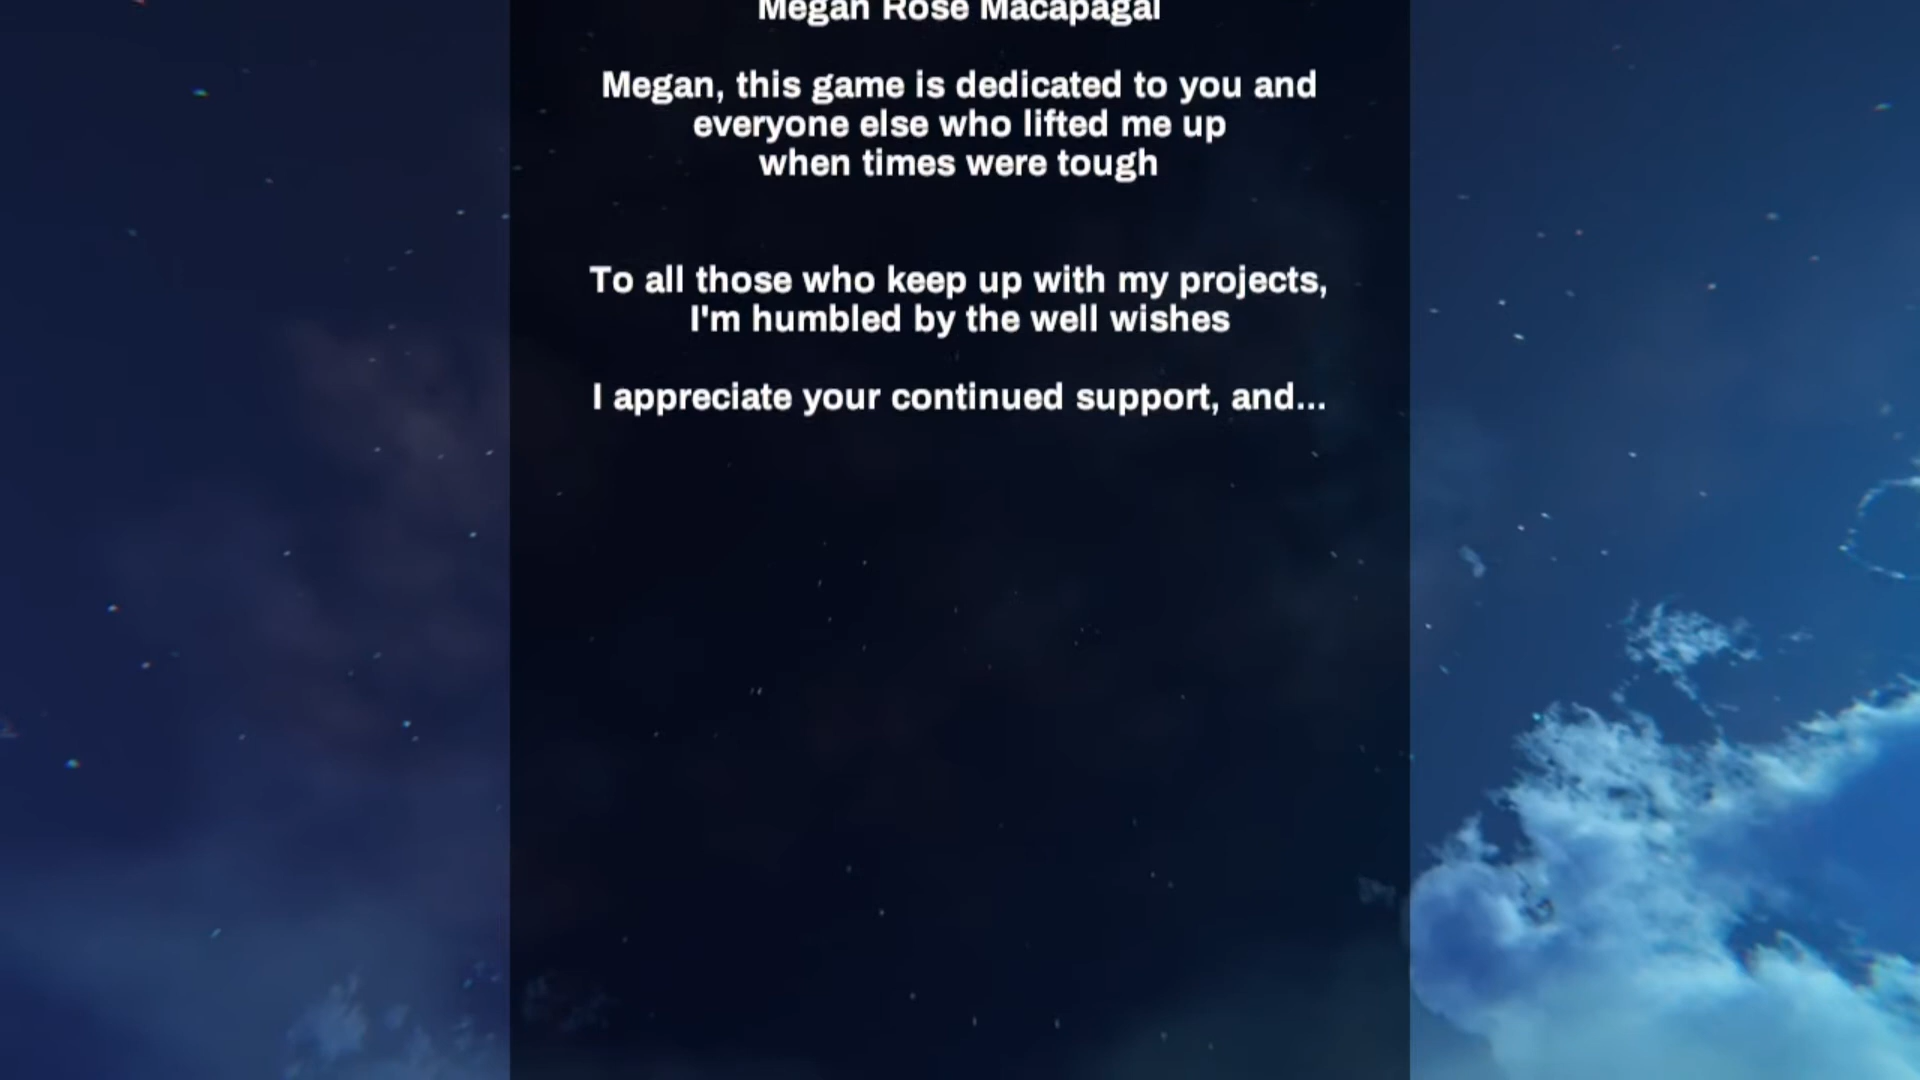 Megan Rose Macapagal
Megan, this game is dedicated to you and
everyone else who lifted me up
when times were tough
To all those who keep up with my projects,
I'm humbled by the well wishes
I appreciate your continued support, and...